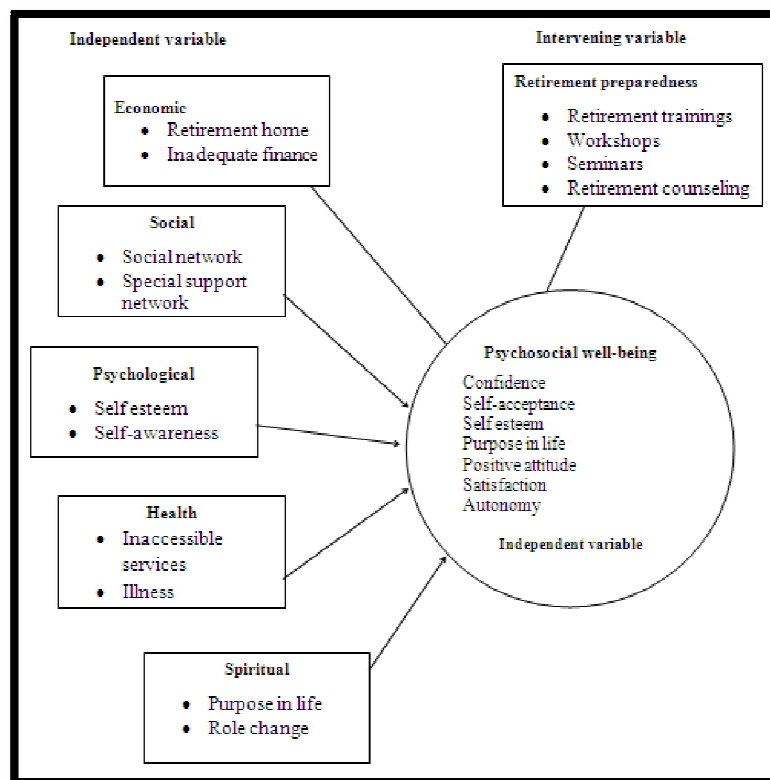 Independent variable
Intervening variable
Economic
• Retirement home
• Inadequate finance
Retirement preparedness
• Retirement trainings
• Workshops
• Seminars
• Retirement counseling
Social
• Social network
• Special support
network
Psychological
• Self esteem
• Self-awareness
Psychosocial well-being
Confidence
Self-acceptance
Self esteem
Purpose in life
Positive attitude
Satisfaction
Autonomy
Independent variable
Health
• Inaccessible
services
• Illness
Spiritual
• Purpose in life
• Role change